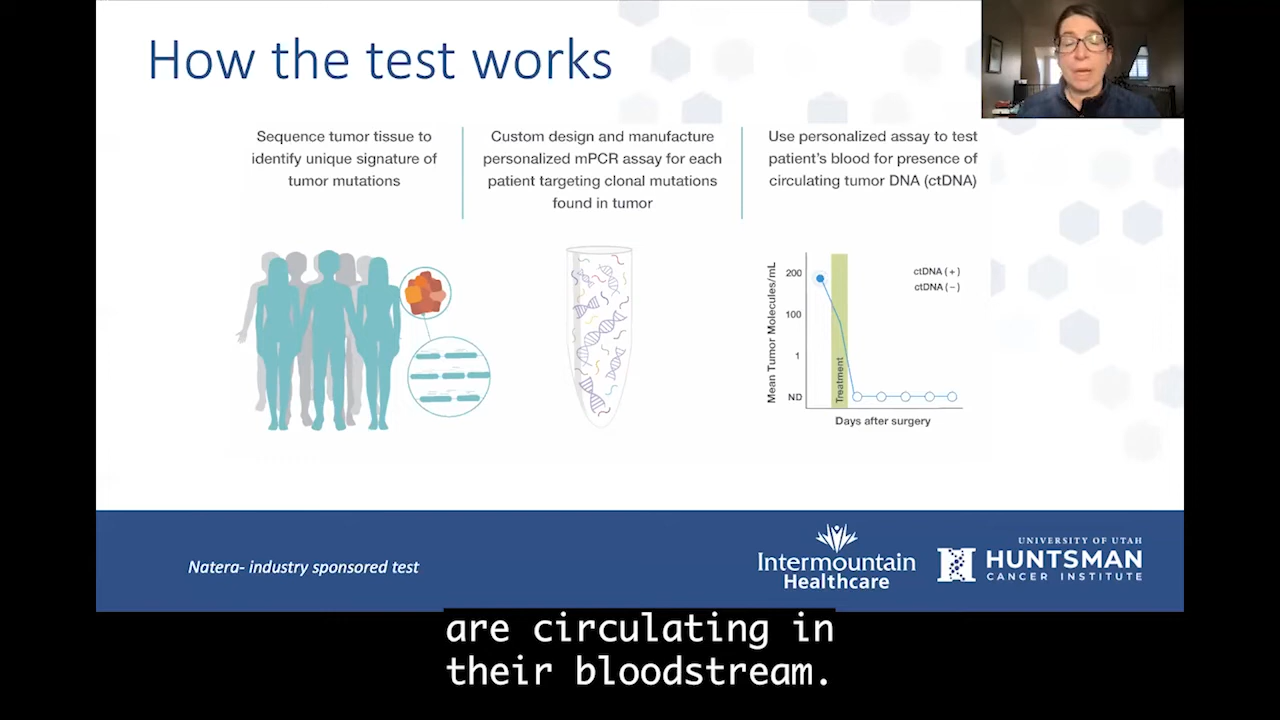 How the test works
Sequence tumor tissue to
identify unique signature of
tumor mutations
Custom design and manufacture
personalized mPCR assay for each
patient targeting clonal mutations
found in tumor
Use personalized assay to test
patient's blood for presence of
circulating tumor DNA (ctDNA)
Mean Tumor Molecules/mL
200
100
1
ND
Treatment
ctDNA (+)
ctDNA (−)
Days after surgery
Natera- industry sponsored test
Intermountain
Healthcare
UNIVERSITY OF UTAH
HUNTSMAN
CANCER INSTITUTE
are circulating in
their bloodstream.